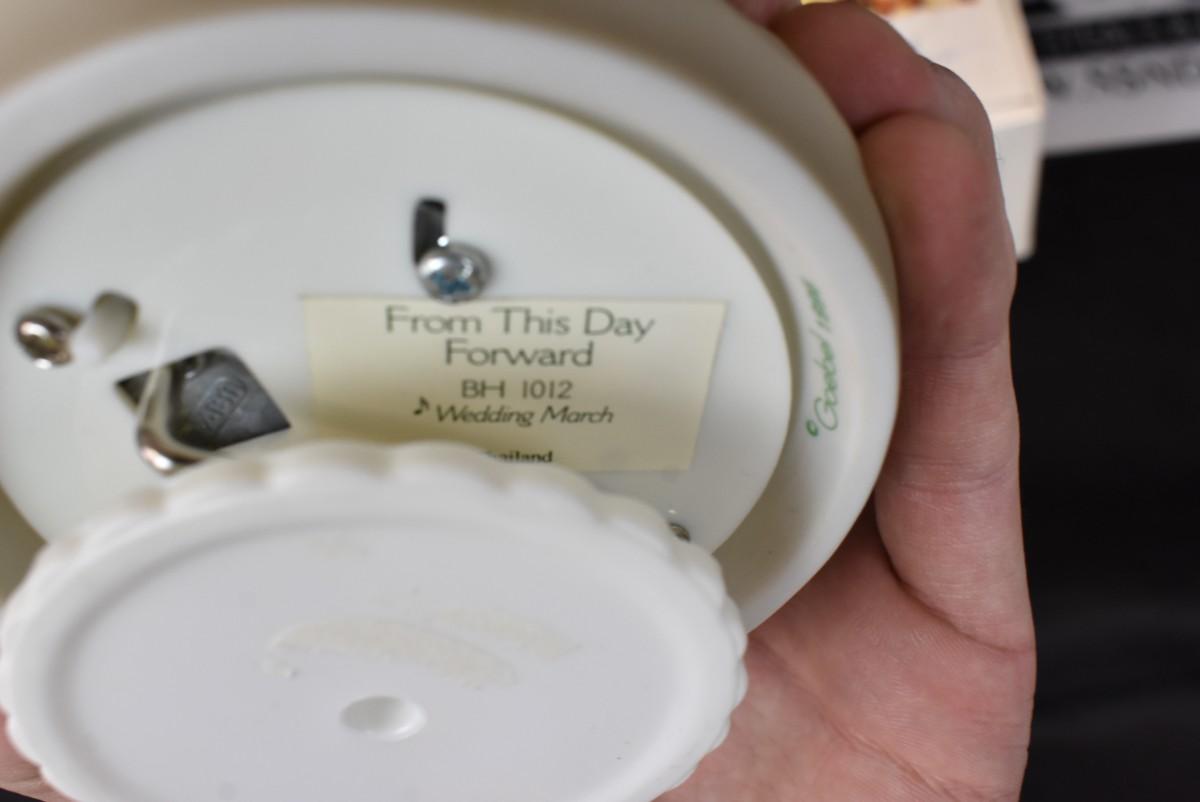 From This Day
Forward
BH 1012
Wedding March
© Goebel